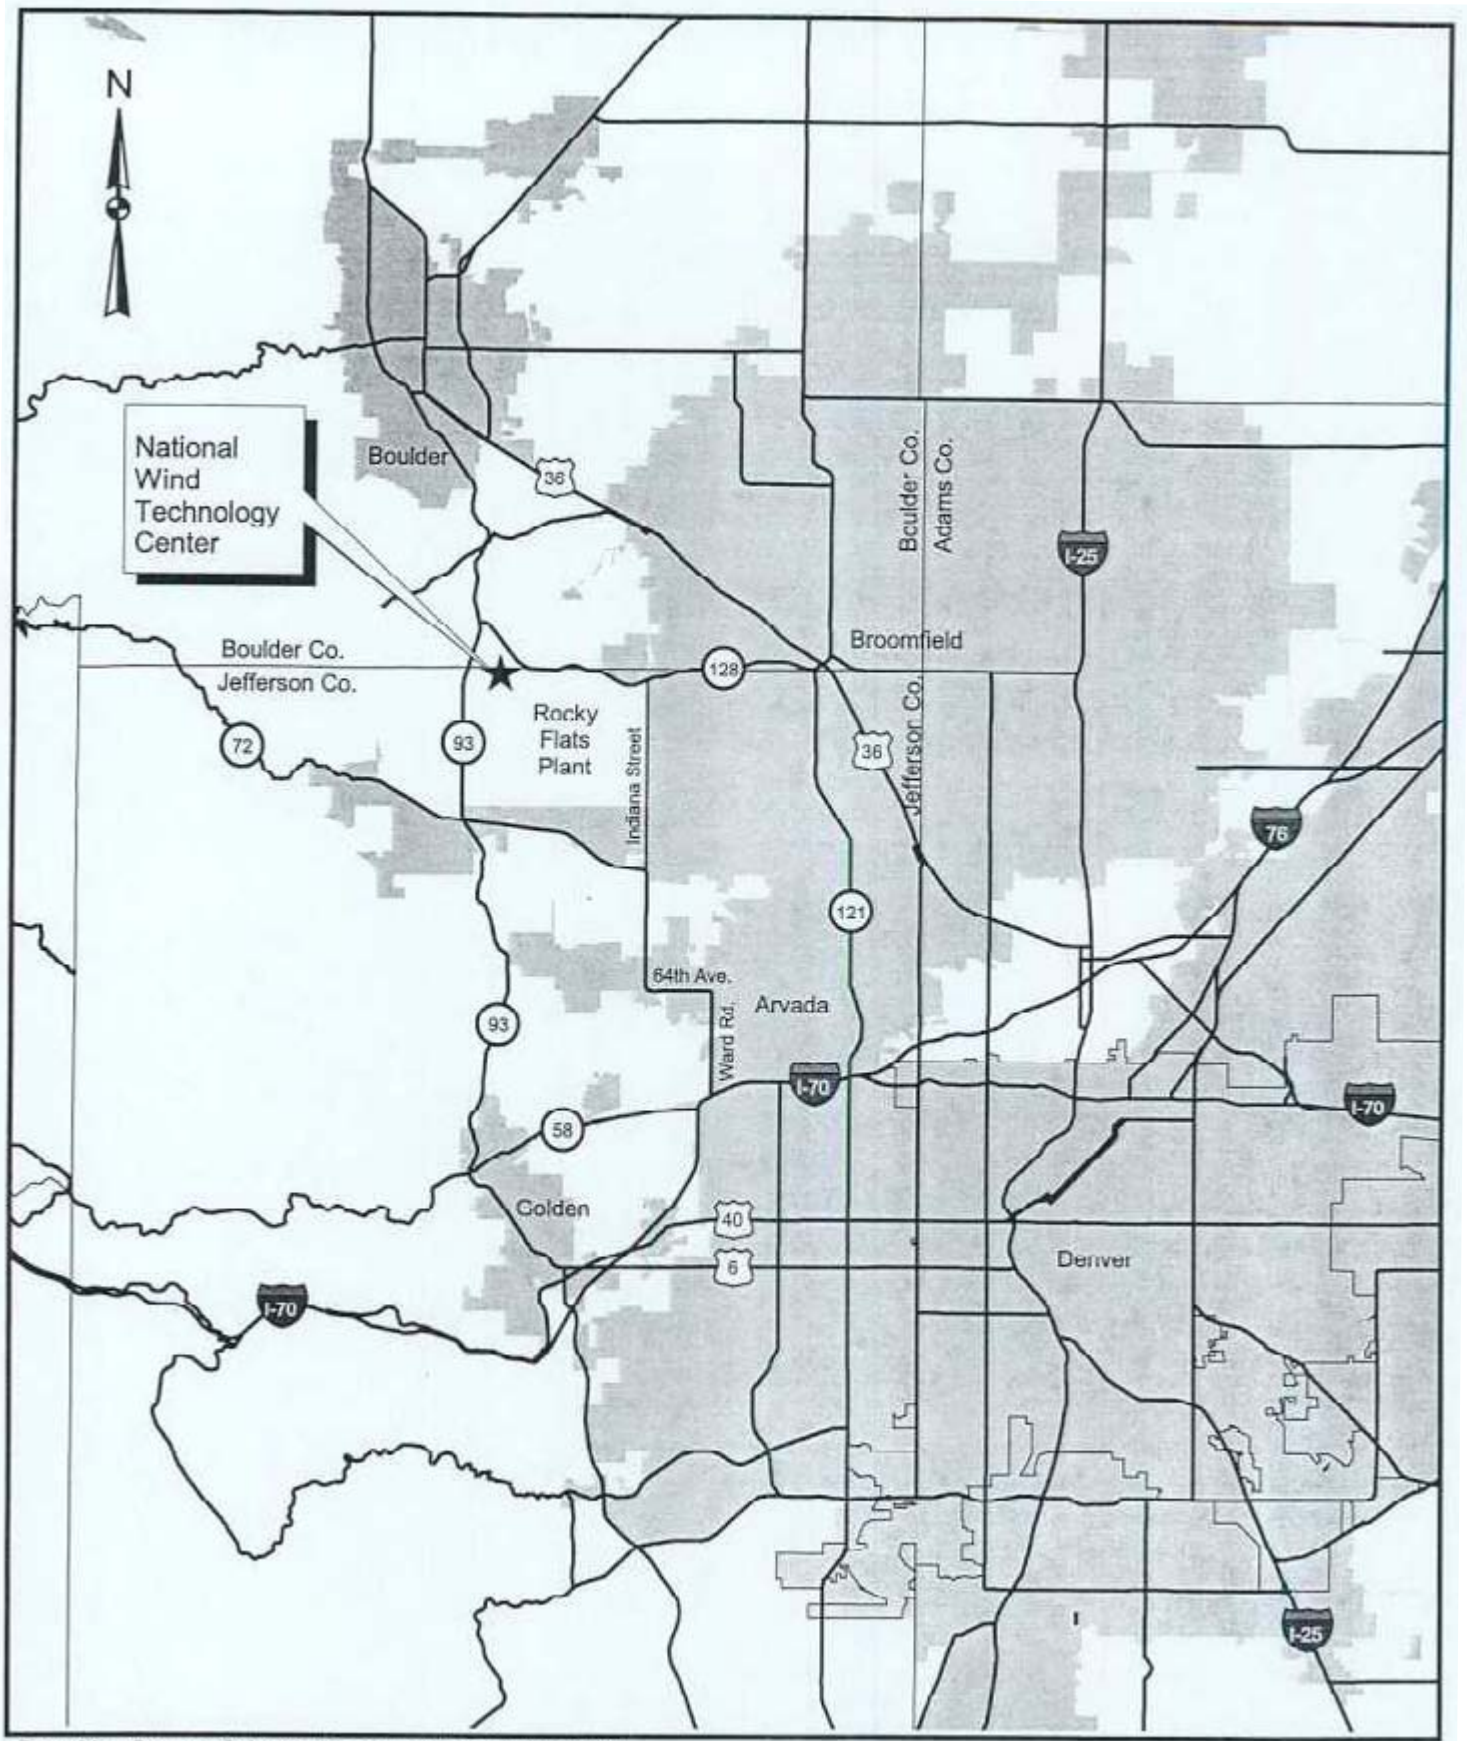 N
National
Wind
Technology
Center
Boulder
36
Boulder Co.
Adams Co.
I-25
Boulder Co.
Jefferson Co.
128
Broomfield
72
93
Rocky
Flats
Plant
Indiana Street
36
Jefferson Co.
76
121
64th Ave.
Arvada
Ward Rd.
93
I-70
I-70
58
Golden
40
6
Denver
I-70
I-25